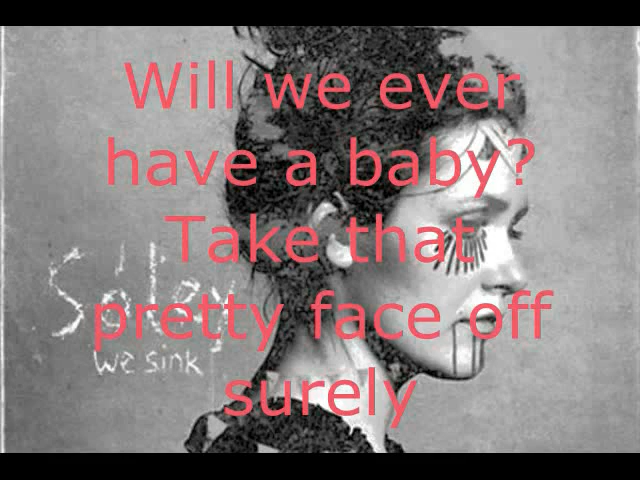 Will we ever
have a baby?
Take that
pretty face off
surely
Sóley
we sink